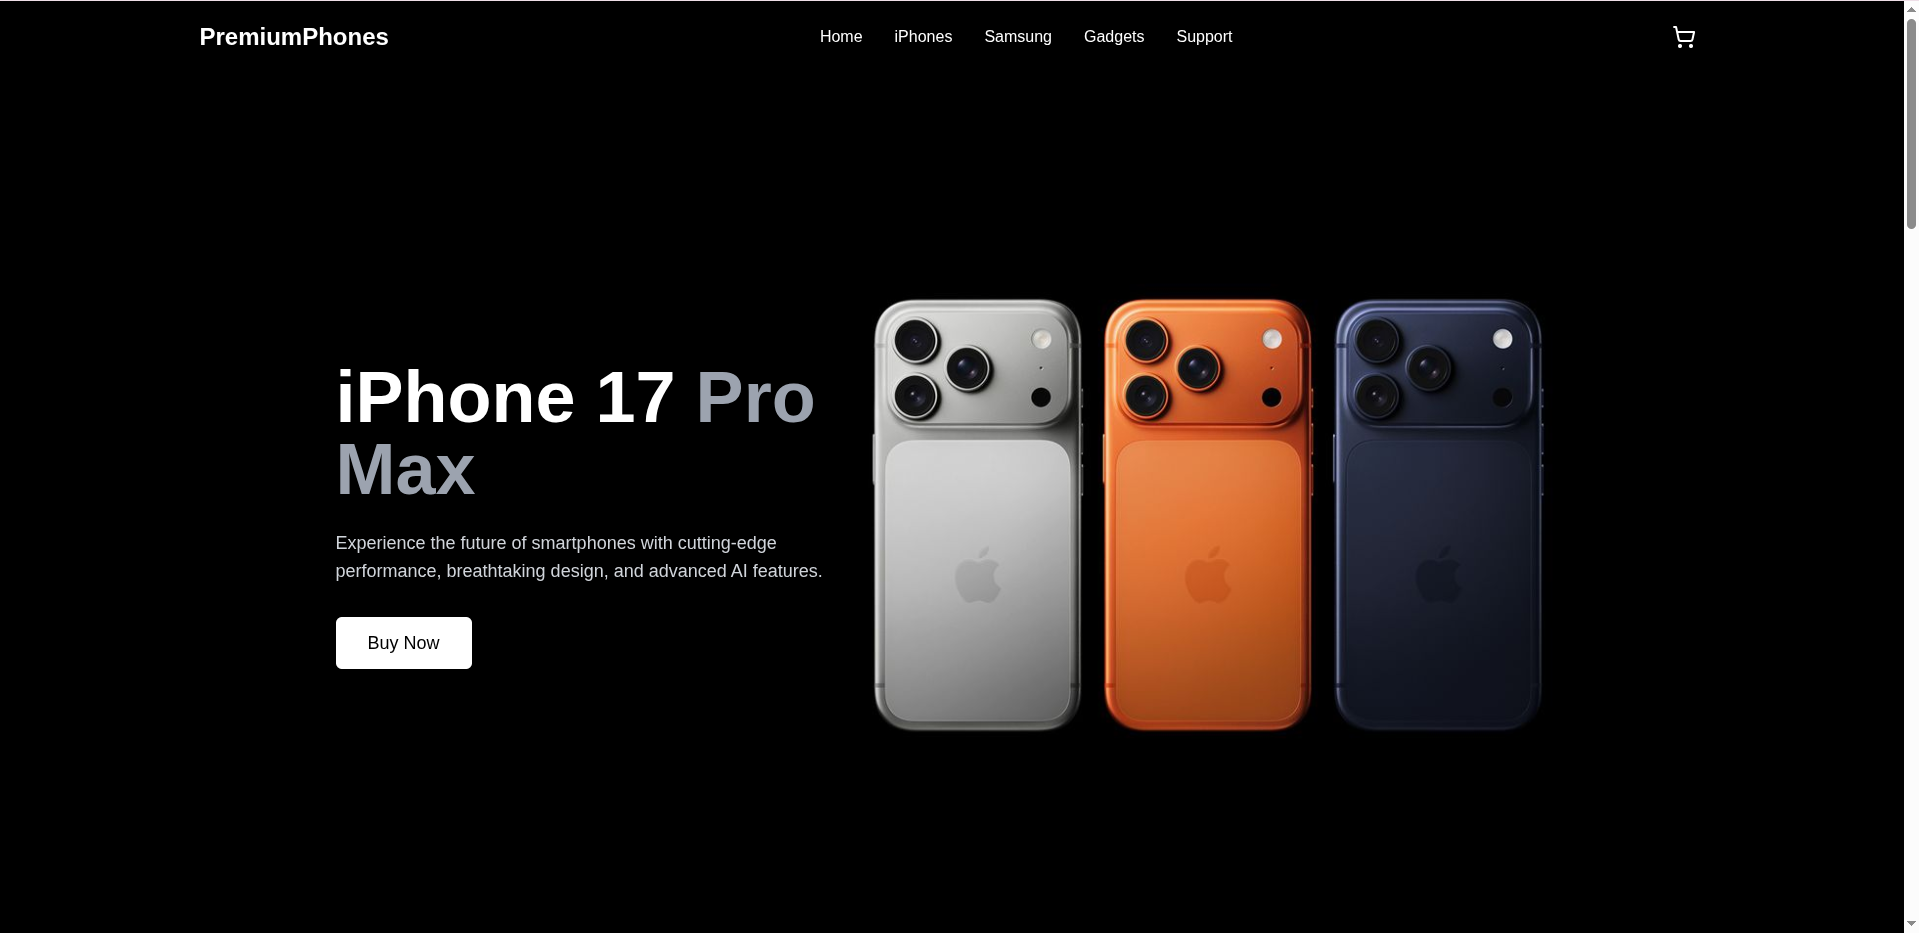 PremiumPhones
Home
iPhones
Samsung
Gadgets
Support
iPhone 17 Pro
Max
Experience the future of smartphones with cutting-edge
performance, breathtaking design, and advanced AI features.
Buy Now